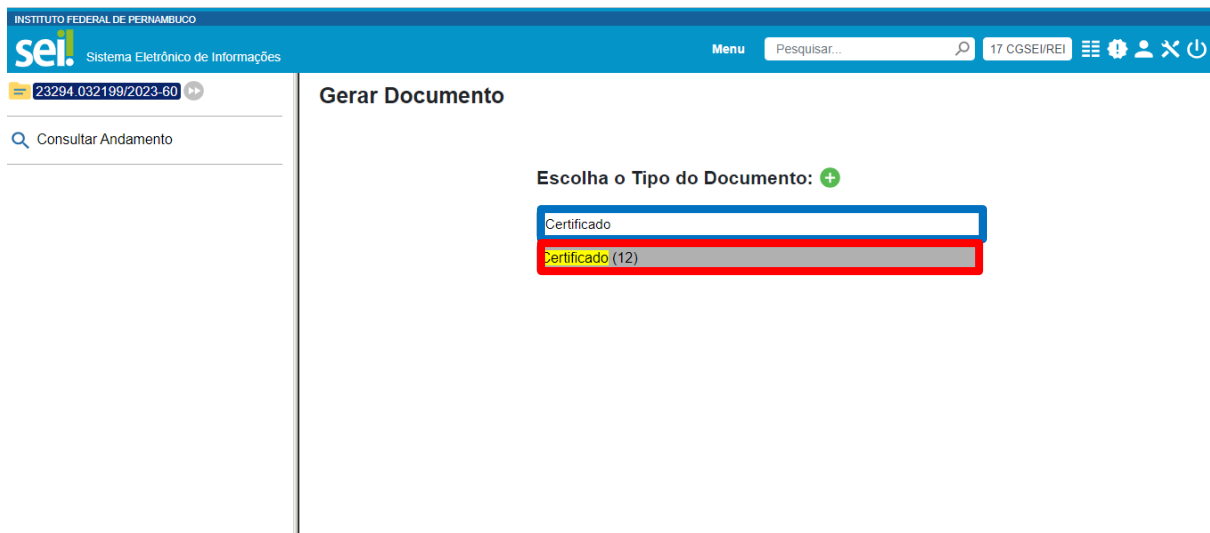 INSTITUTO FEDERAL DE PERNAMBUCO
sei! Sistema Eletrônico de Informações
Menu Pesquisar... 17 CGSEI/REI
23294.032199/2023-60
Consultar Andamento
Gerar Documento
Escolha o Tipo do Documento:
Certificado
Certificado (12)